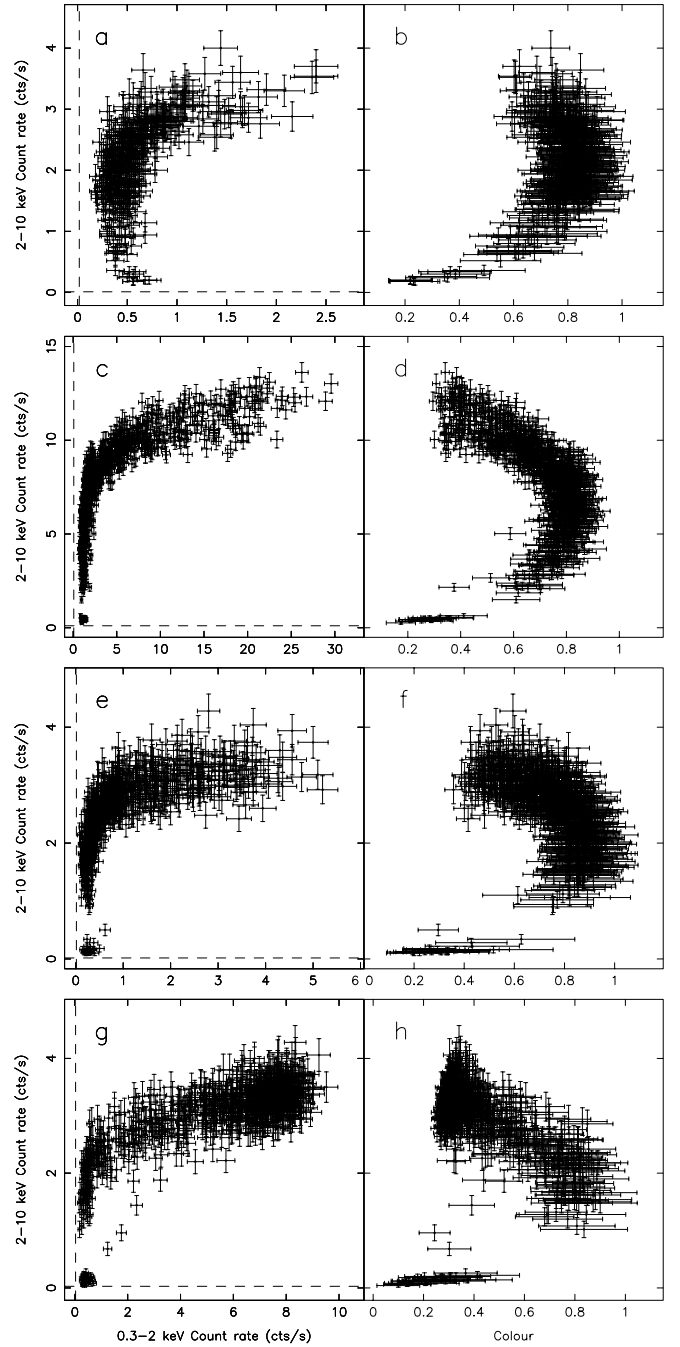 a
b
2−10 keV Count rate (cts/s)
4
3
2
1
0
0 0.5 1 1.5 2 2.5
0.2 0.4 0.6 0.8 1
c
d
2−10 keV Count rate (cts/s)
15
10
5
0
0 5 10 15 20 25 30
0.2 0.4 0.6 0.8 1
e
f
2−10 keV Count rate (cts/s)
4
2
0
0 1 2 3 4 5 6
0 0.2 0.4 0.6 0.8 1
g
h
2−10 keV Count rate (cts/s)
4
2
0
0 2 4 6 8 10
0 0.2 0.4 0.6 0.8 1
0.3−2 keV Count rate (cts/s)
Colour